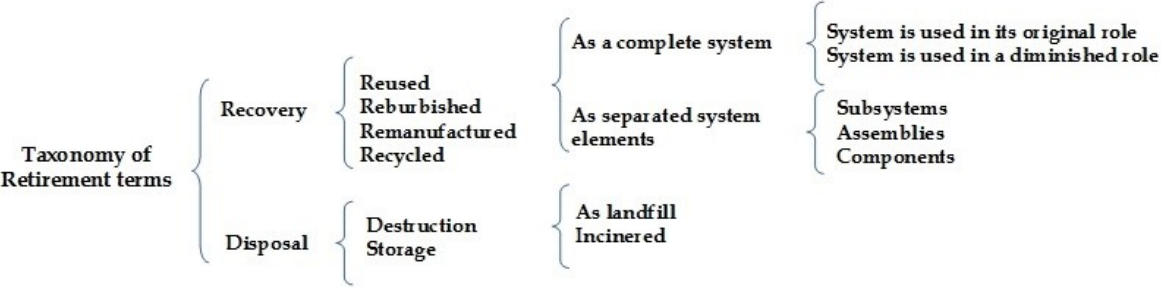 Taxonomy of
Retirement terms
Recovery
Reused
Reburbished
Remanufactured
Recycled
As a complete system
System is used in its original role
System is used in a diminished role
As separated system
elements
Subsystems
Assemblies
Components
Disposal
Destruction
Storage
As landfill
Incinered